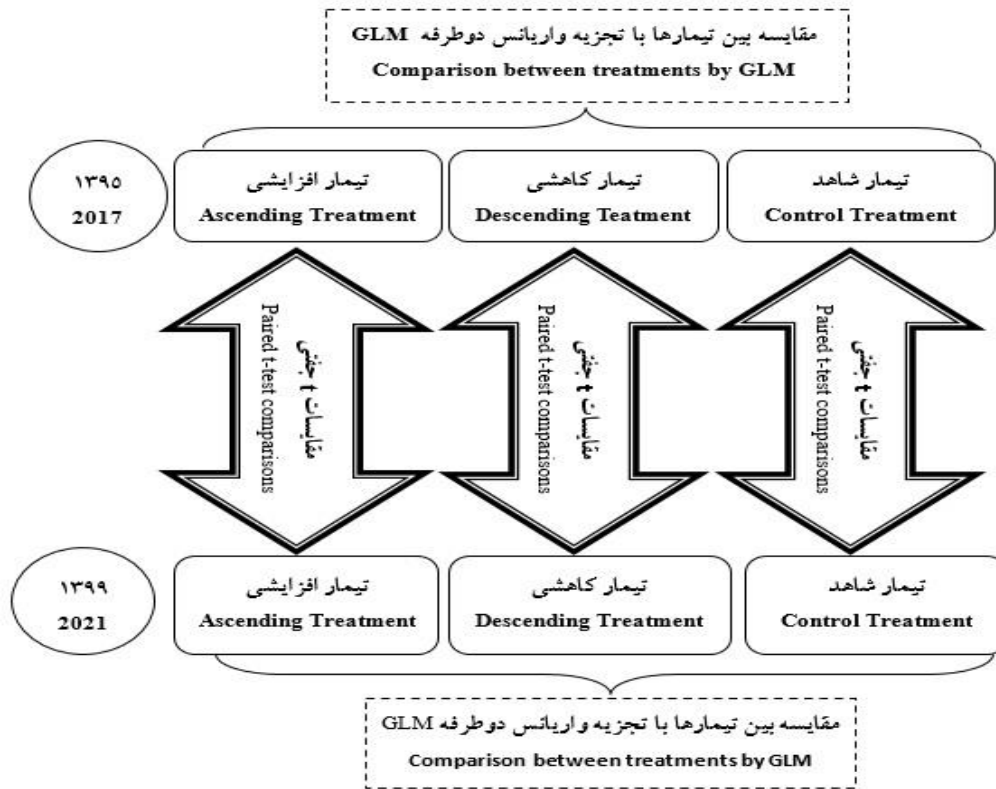 مقایسه بین تیمارها با تجزیه واریانس دوطرفه GLM
Comparison between treatments by GLM
۱۳۹۵
2017
تیمار افزایشی
Ascending Treatment
تیمار کاهشی
Descending Teatment
تیمار شاهد
Control Treatment
مقایسات t جفتی
Paired t-test comparisons
مقایسات t جفتی
Paired t-test comparisons
مقایسات t جفتی
Paired t-test comparisons
۱۳۹۹
2021
تیمار افزایشی
Ascending Treatment
تیمار کاهشی
Descending Treatment
تیمار شاهد
Control Treatment
مقایسه بین تیمارها با تجزیه واریانس دوطرفه GLM
Comparison between treatments by GLM